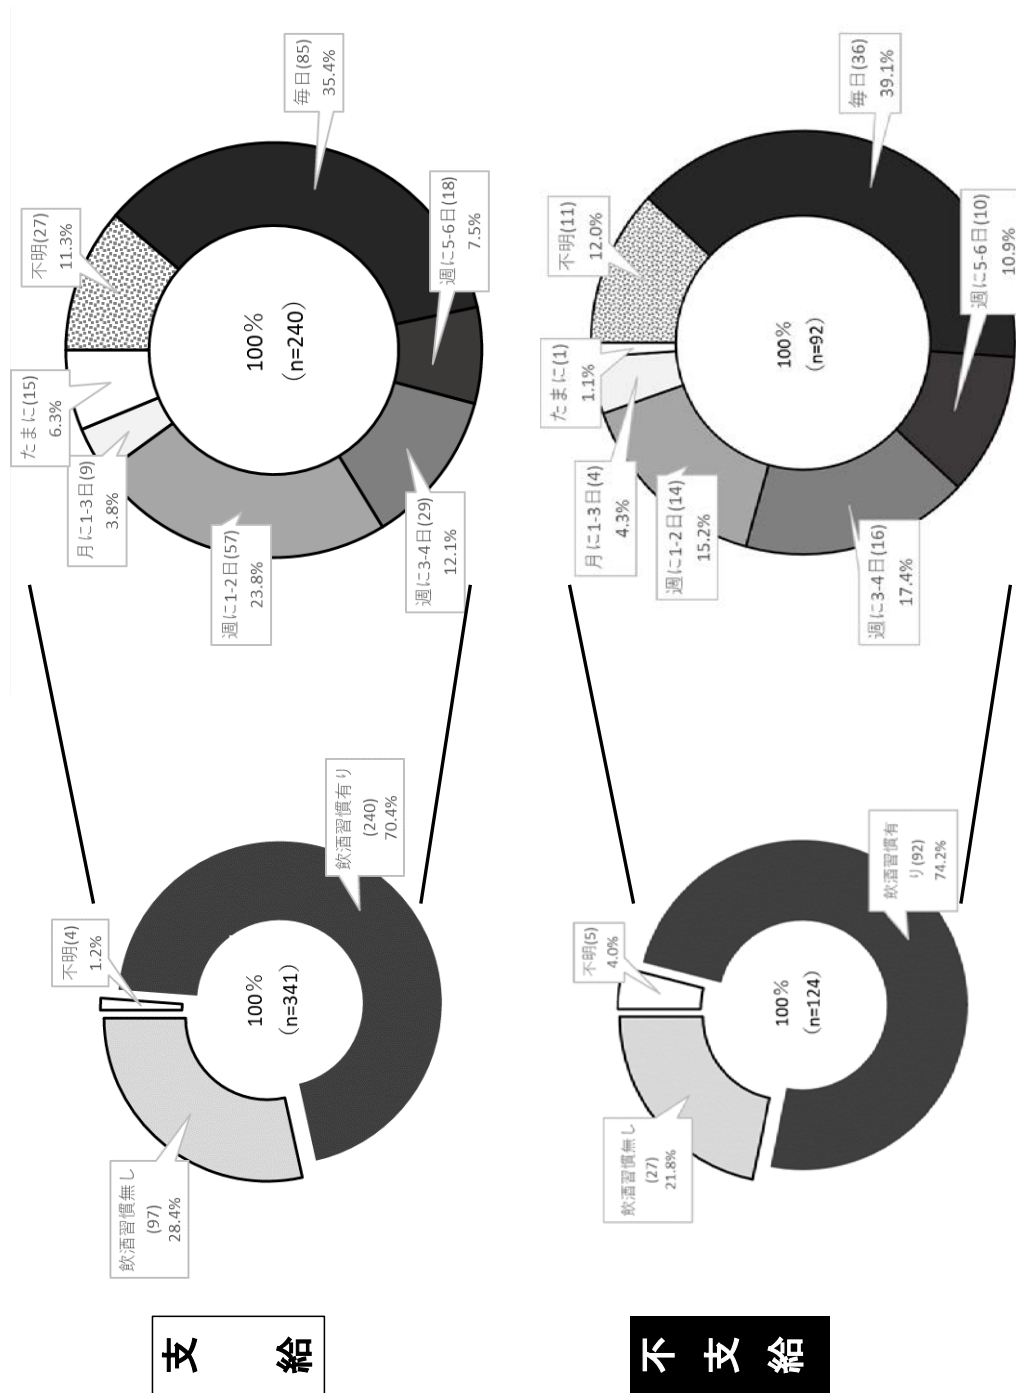 支　給
飲酒習慣無し
(97)
28.4%
不明(4)
1.2%
飲酒習慣有り
(240)
70.4%
100%
（n=341）
不明(27)
11.3%
毎日(85)
35.4%
週に5-6日(18)
7.5%
週に3-4日(29)
12.1%
週に1-2日(57)
23.8%
月に1-3日(9)
3.8%
たまに(15)
6.3%
100%
（n=240）
不支給
飲酒習慣無し
(27)
21.8%
不明(5)
4.0%
飲酒習慣有
り(92)
74.2%
100%
（n=124）
不明(11)
12.0%
毎日(36)
39.1%
週に5-6日(10)
10.9%
週に3-4日(16)
17.4%
週に1-2日(14)
15.2%
月に1-3日(4)
4.3%
たまに(1)
1.1%
100%
（n=92）